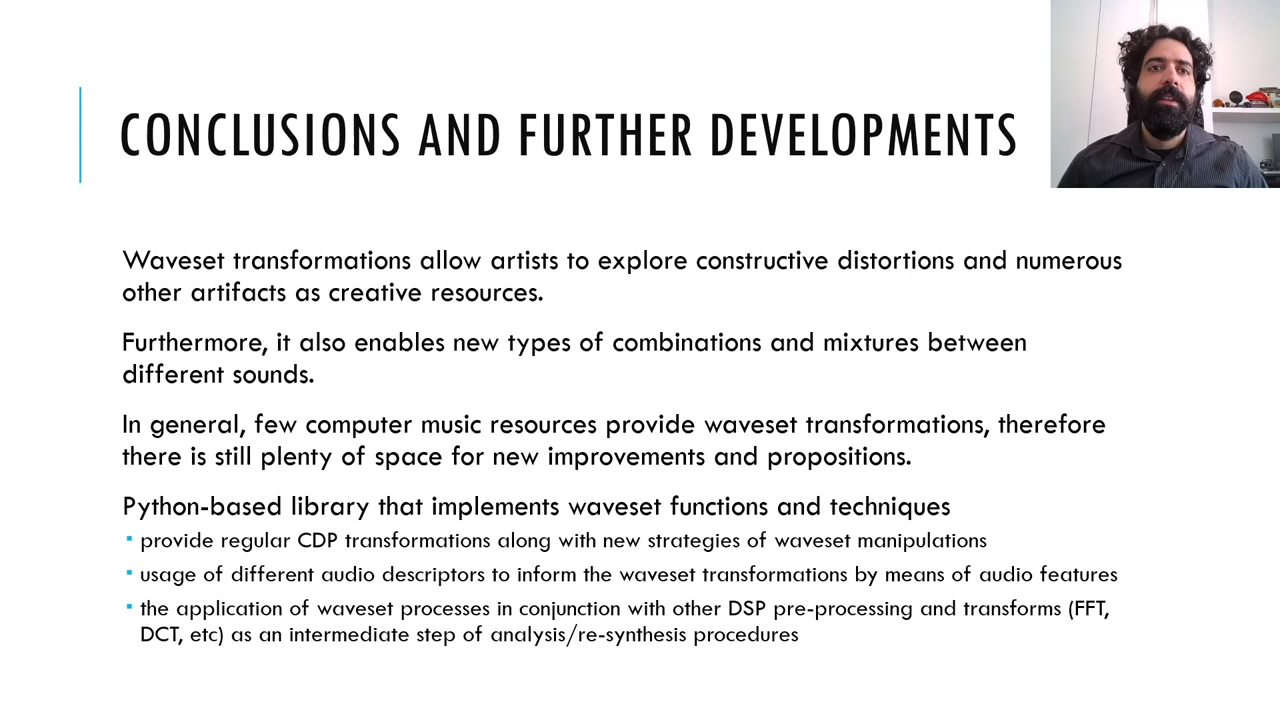 CONCLUSIONS AND FURTHER DEVELOPMENTS
Waveset transformations allow artists to explore constructive distortions and numerous
other artifacts as creative resources.
Furthermore, it also enables new types of combinations and mixtures between
different sounds.
In general, few computer music resources provide waveset transformations, therefore
there is still plenty of space for new improvements and propositions.
Python-based library that implements waveset functions and techniques
▪ provide regular CDP transformations along with new strategies of waveset manipulations
▪ usage of different audio descriptors to inform the waveset transformations by means of audio features
▪ the application of waveset processes in conjunction with other DSP pre-processing and transforms (FFT,
DCT, etc) as an intermediate step of analysis/re-synthesis procedures